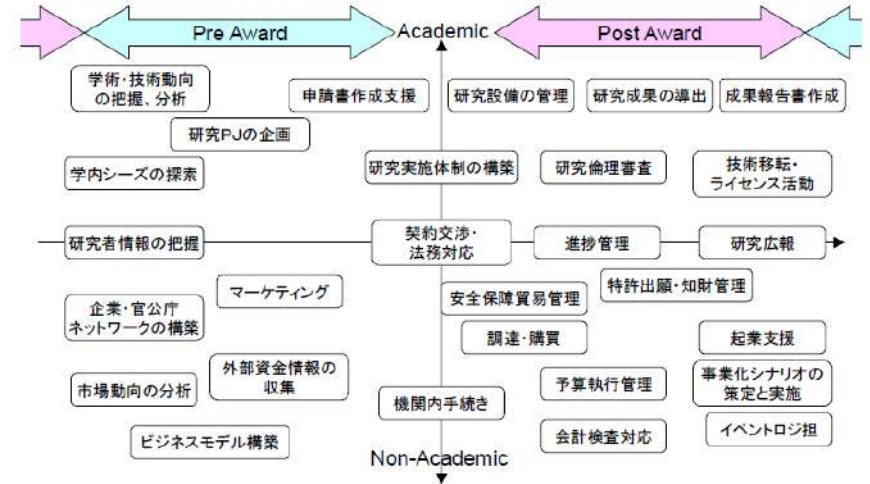 Pre Award
Academic
Post Award
学術・技術動向
の把握、分析
申請書作成支援
研究設備の管理
研究成果の導出
成果報告書作成
研究PJの企画
学内シーズの探索
研究実施体制の構築
研究倫理審査
技術移転・
ライセンス活動
研究者情報の把握
契約交渉・
法務対応
進捗管理
研究広報
マーケティング
安全保障貿易管理
特許出願・知財管理
企業・官公庁
ネットワークの構築
調達・購買
起業支援
外部資金情報の
収集
市場動向の分析
予算執行管理
事業化シナリオの
策定と実施
機関内手続き
ビジネスモデル構築
会計検査対応
イベントロジ担
Non-Academic